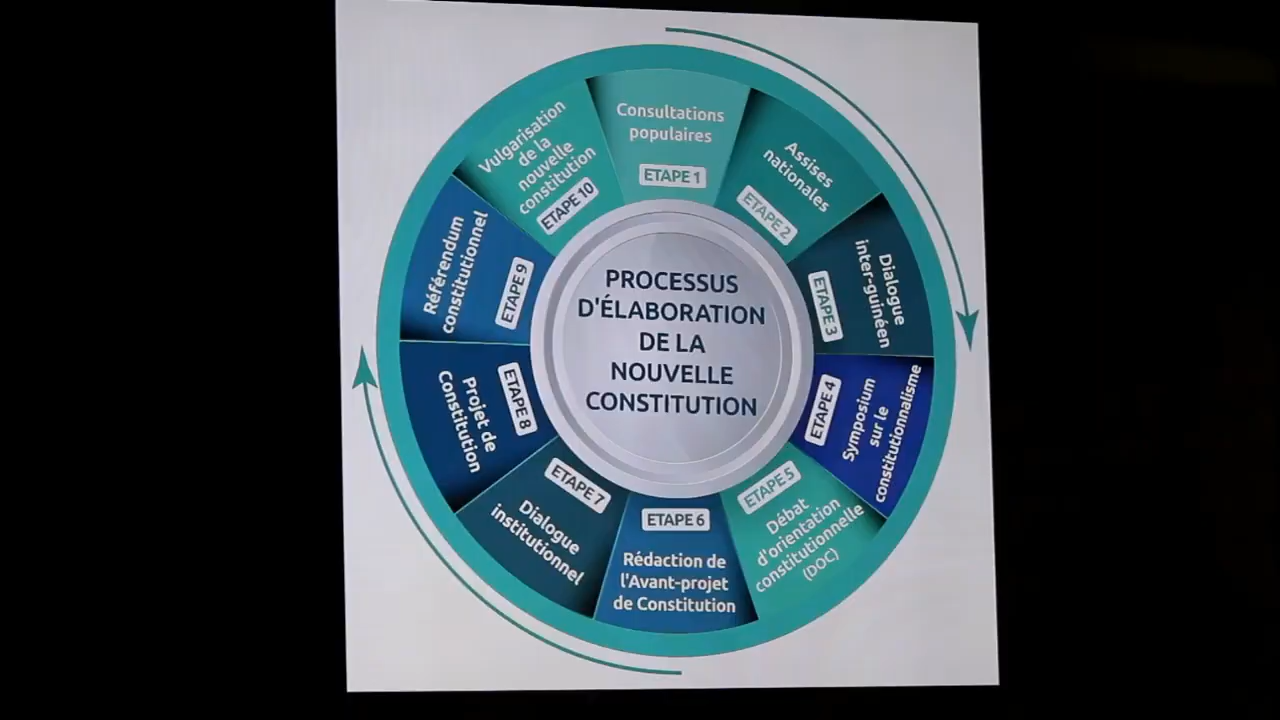 PROCESSUS
D'ÉLABORATION
DE LA
NOUVELLE
CONSTITUTION
Consultations
populaires
ETAPE 1
Assises
nationales
ETAPE 2
Dialogue
inter-guinéen
ETAPE 3
ETAPE 4
Symposium
sur le
constitutionnalisme
ETAPE 5
Débat
d'orientation
constitutionnelle
(DOC)
ETAPE 6
Rédaction de
l'Avant-projet
de Constitution
ETAPE 7
Dialogue
institutionnel
ETAPE 8
Projet de
Constitution
Référendum
constitutionnel
ETAPE 9
Vulgarisation
de la
nouvelle
constitution
ETAPE 10